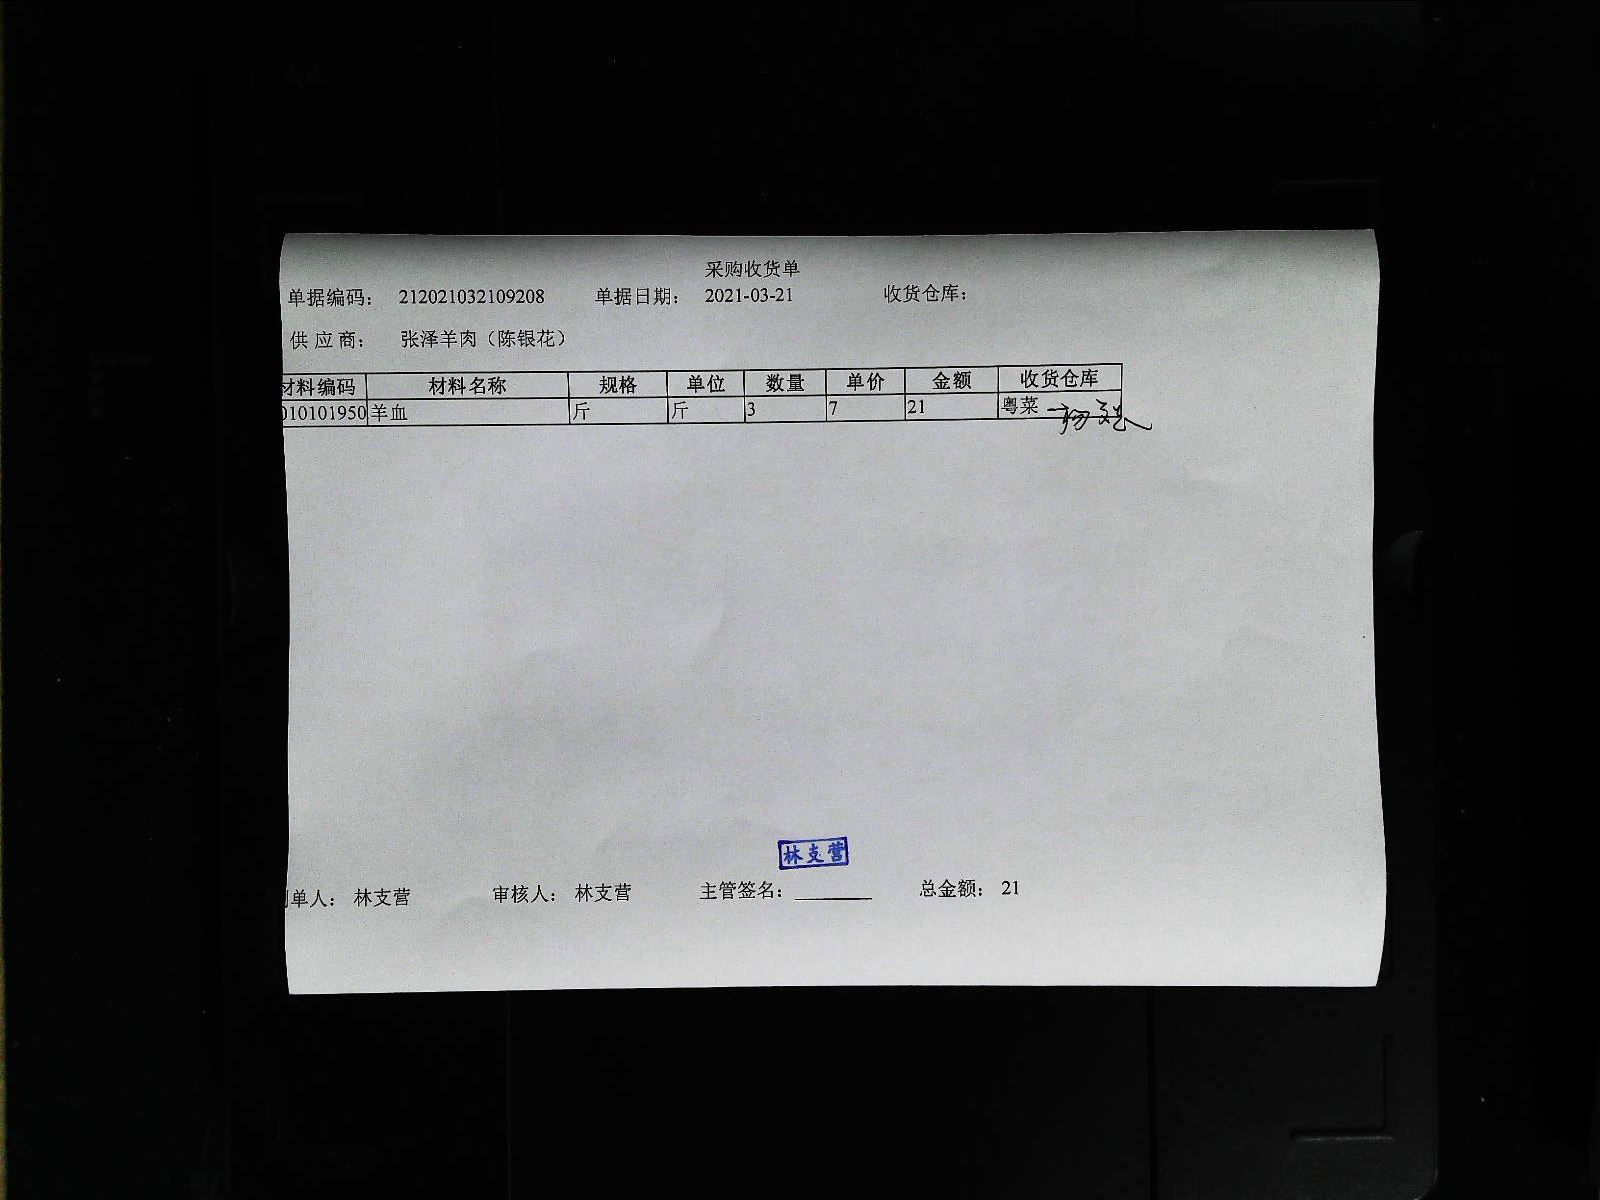 采购收货单
单据编码： 212021032109208 单据日期： 2021-03-21 收货仓库：
供应商： 张泽羊肉（陈银花）
材料编码 材料名称 规格 单位 数量 单价 金额 收货仓库
010101950 羊血 斤 斤 3 7 21 粤菜
林支营
单人： 林支营 审核人： 林支营 主管签名： 总金额： 21